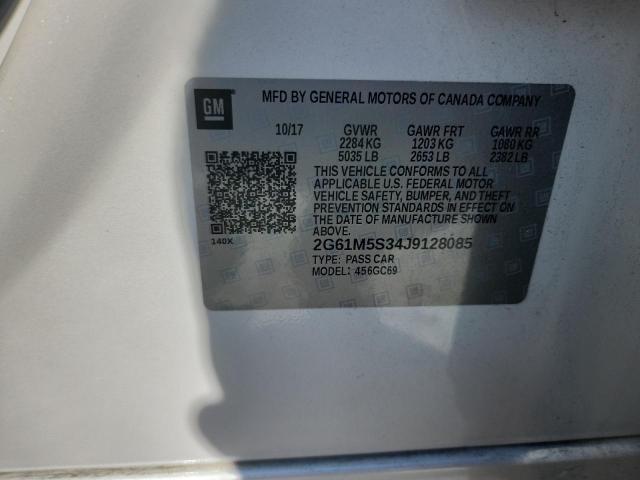 GM
MFD BY GENERAL MOTORS OF CANADA COMPANY
10/17 GVWR GAWR FRT GAWR RR
2284 KG 1203 KG 1080 KG
5035 LB 2653 LB 2382 LB
THIS VEHICLE CONFORMS TO ALL
APPLICABLE U.S. FEDERAL MOTOR
VEHICLE SAFETY, BUMPER, AND THEFT
PREVENTION STANDARDS IN EFFECT ON
THE DATE OF MANUFACTURE SHOWN
ABOVE.
140X
2G61M5S34J9128085
TYPE: PASS CAR
MODEL: 456GC69